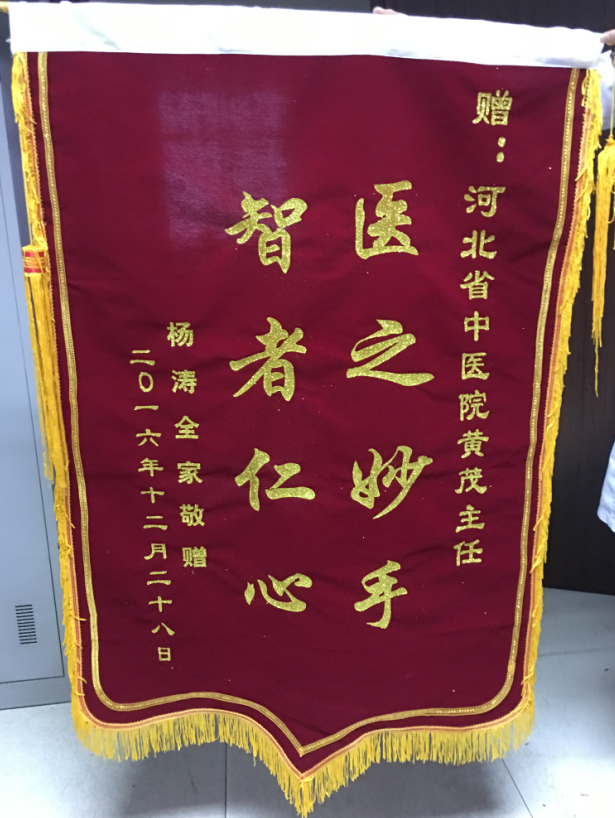 赠：河北省中医院黄茂主任
医之妙手
智者仁心
杨涛全家敬赠
二〇一六年十二月二十八日